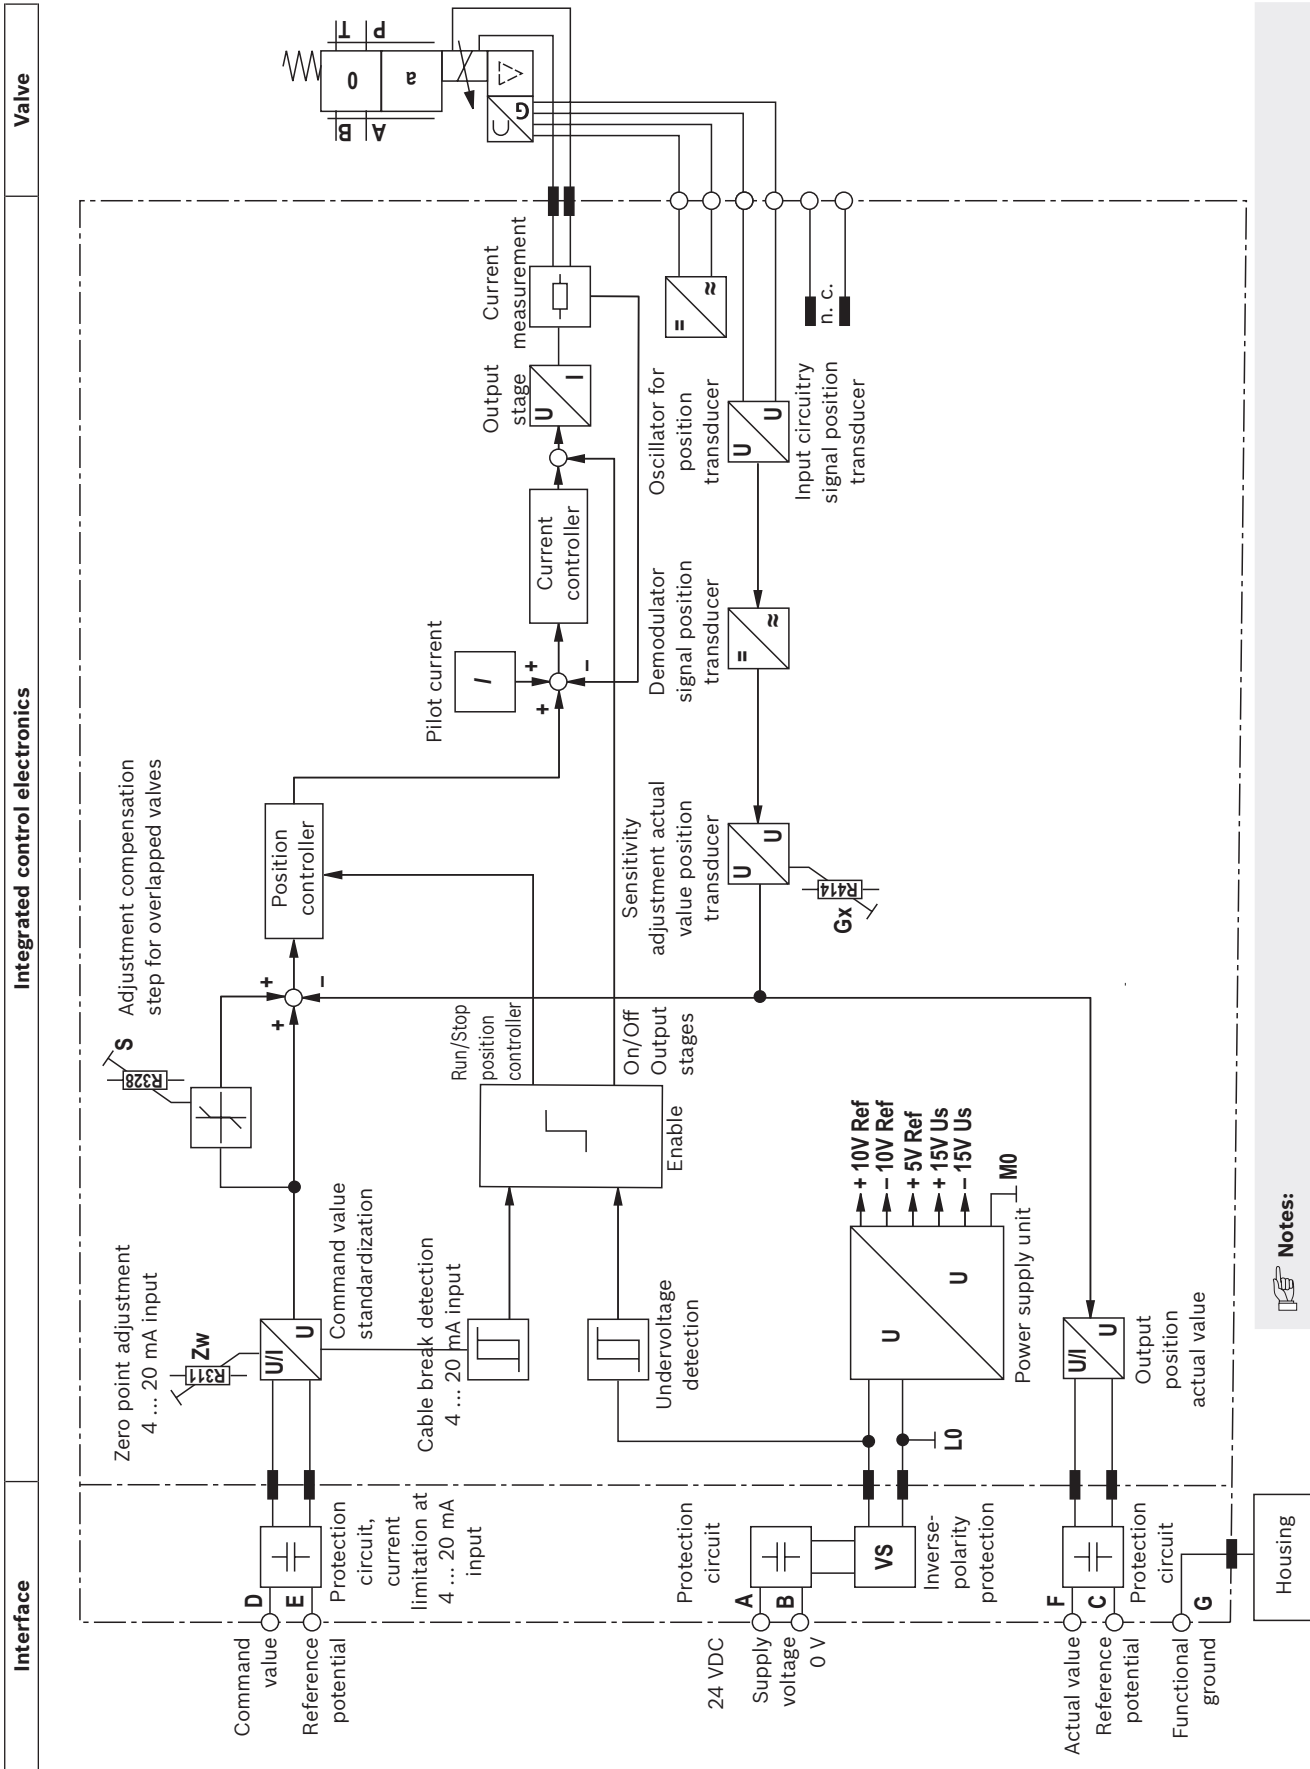 Interface
Integrated control electronics
Valve
Command
value
D
Reference
potential
E
Protection
circuit,
current
limitation at
4 ... 20 mA
input
Zero point adjustment
4 ... 20 mA input
R311
Zw
U/I
U
Command value
standardization
R328
S
Adjustment compensation
step for overlapped valves
+
+
–
Position
controller
Cable break detection
4 ... 20 mA input
Undervoltage
detection
Enable
Run/Stop
position
controller
On/Off
Output
stages
Pilot current
I
+
+
–
Current
controller
Output
stage
U
I
Current
measurement
A
B
P
T
0
a
U
G
Oscillator for
position
transducer
=
≈
Input circuitry
signal position
transducer
U
U
n. c.
Demodulator
signal position
transducer
=
≈
Sensitivity
adjustment actual
value position
transducer
U
U
R414
Gx
24 VDC
Supply
voltage
0 V
A
B
Protection
circuit
VS
Inverse-
polarity
protection
L0
U
U
Power supply unit
+ 10V Ref
– 10V Ref
+ 5V Ref
+ 15V Us
– 15V Us
M0
Actual value
F
Reference
potential
C
Protection
circuit
U/I
U
Output
position
actual value
Functional
ground
G
Housing
Notes: